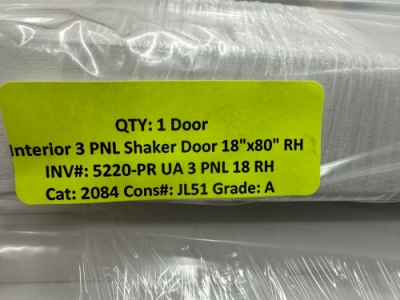 QTY: 1 Door
Interior 3 PNL Shaker Door 18"x80" RH
INV#: 5220-PR UA 3 PNL 18 RH
Cat: 2084 Cons#: JL51 Grade: A